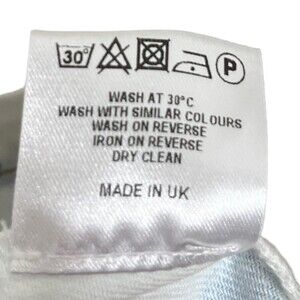 30° P
WASH AT 30°C
WASH WITH SIMILAR COLOURS
WASH ON REVERSE
IRON ON REVERSE
DRY CLEAN
MADE IN UK